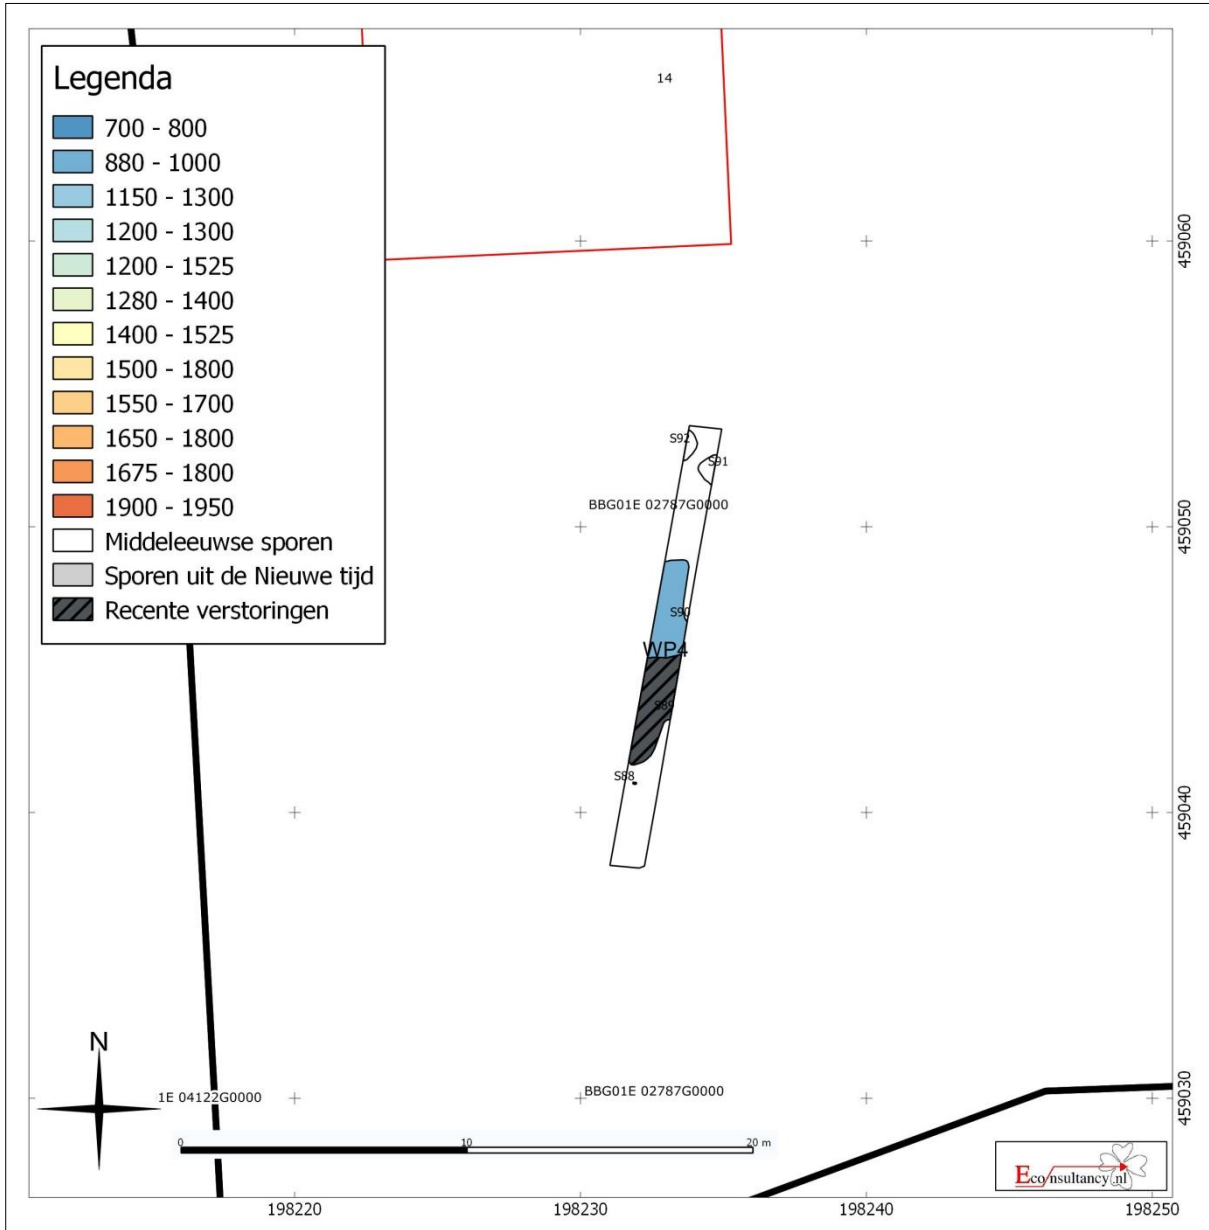 Legenda
700 - 800
880 - 1000
1150 - 1300
1200 - 1300
1200 - 1525
1280 - 1400
1400 - 1525
1500 - 1800
1550 - 1700
1650 - 1800
1675 - 1800
1900 - 1950
Middeleeuwse sporen
Sporen uit de Nieuwe tijd
Recente verstoringen
14
459060
S92
S91
BBG01E 02787G0000
459050
S90
WP4
S89
S88
459040
N
1E 04122G0000
BBG01E 02787G0000
459030
0 10 20 m
Econsultancy.nl
198220 198230 198240 198250